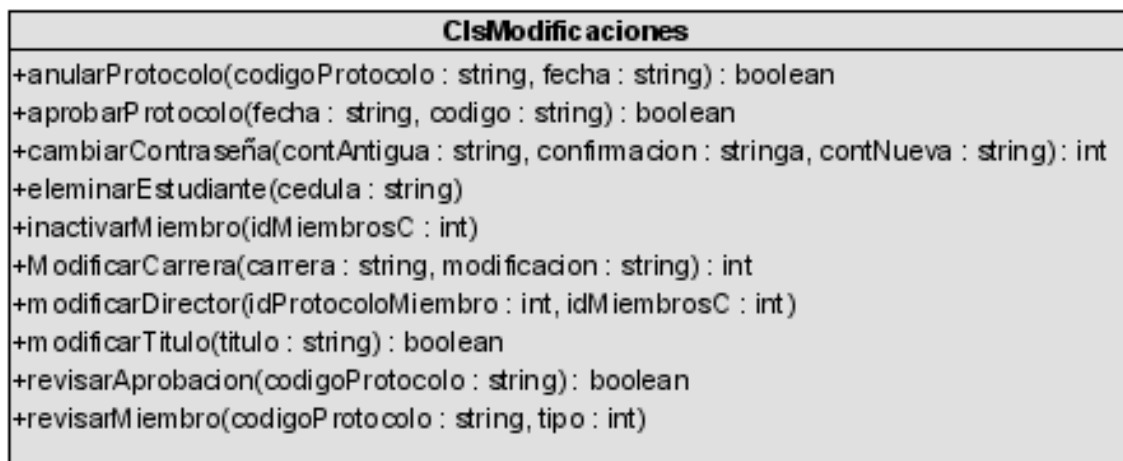 ClsModificaciones
+anularProtocolo(codigoProtocolo : string, fecha : string) : boolean
+aprobarProtocolo(fecha : string, codigo : string) : boolean
+cambiarContraseña(contAntigua : string, confirmacion : stringa, contNueva : string) : int
+eleminarEstudiante(cedula : string)
+inactivarMiembro(idMiembrosC : int)
+ModificarCarrera(carrera : string, modificacion : string) : int
+modificarDirector(idProtocoloMiembro : int, idMiembrosC : int)
+modificarTitulo(titulo : string) : boolean
+revisarAprobacion(codigoProtocolo : string) : boolean
+revisarMiembro(codigoProtocolo : string, tipo : int)